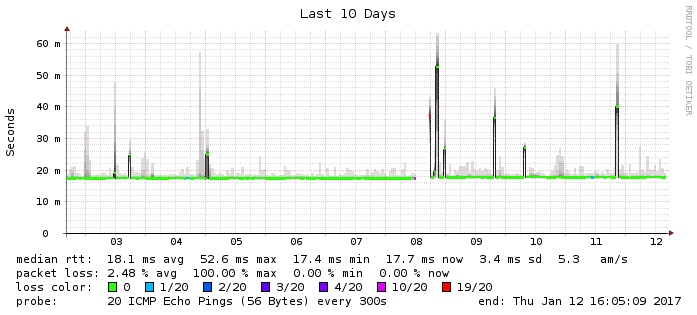 Last 10 Days
RRDTOOL / TOBI OETIKER
Seconds
60 m
50 m
40 m
30 m
20 m
10 m
0
03 04 05 06 07 08 09 10 11 12
median rtt: 18.1 ms avg 52.6 ms max 17.4 ms min 17.7 ms now 3.4 ms sd 5.3 am/s
packet loss: 2.48 % avg 100.00 % max 0.00 % min 0.00 % now
loss color: 0 1/20 2/20 3/20 4/20 10/20 19/20
probe: 20 ICMP Echo Pings (56 Bytes) every 300s end: Thu Jan 12 16:05:09 2017